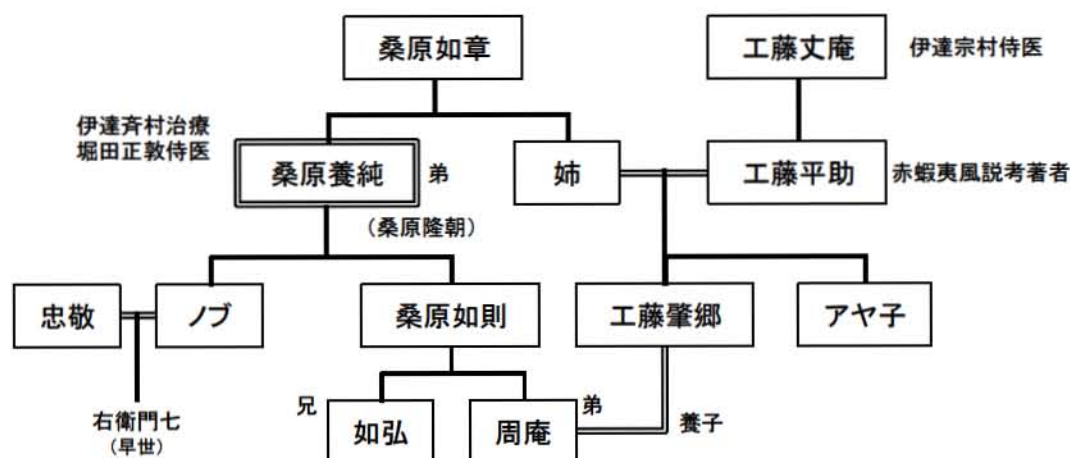 桑原如章
工藤丈庵
伊達宗村侍医
伊達斉村治療
堀田正敦侍医
桑原養純
弟
姉
工藤平助
赤蝦夷風説考著者
(桑原隆朝)
忠敬
ノブ
桑原如則
工藤肇郷
アヤ子
右衛門七
(早世)
兄
如弘
周庵
弟
養子